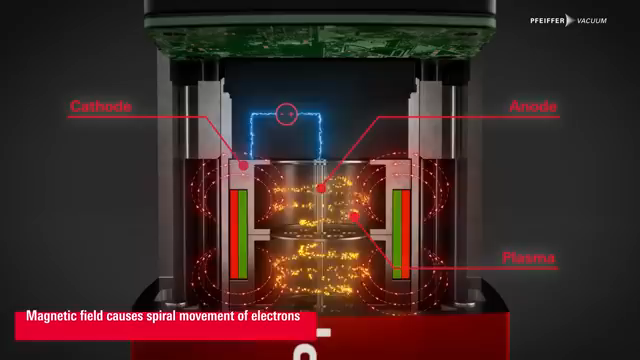 PFEIFFER VACUUM
Cathode
Anode
Plasma
Magnetic field causes spiral movement of electrons